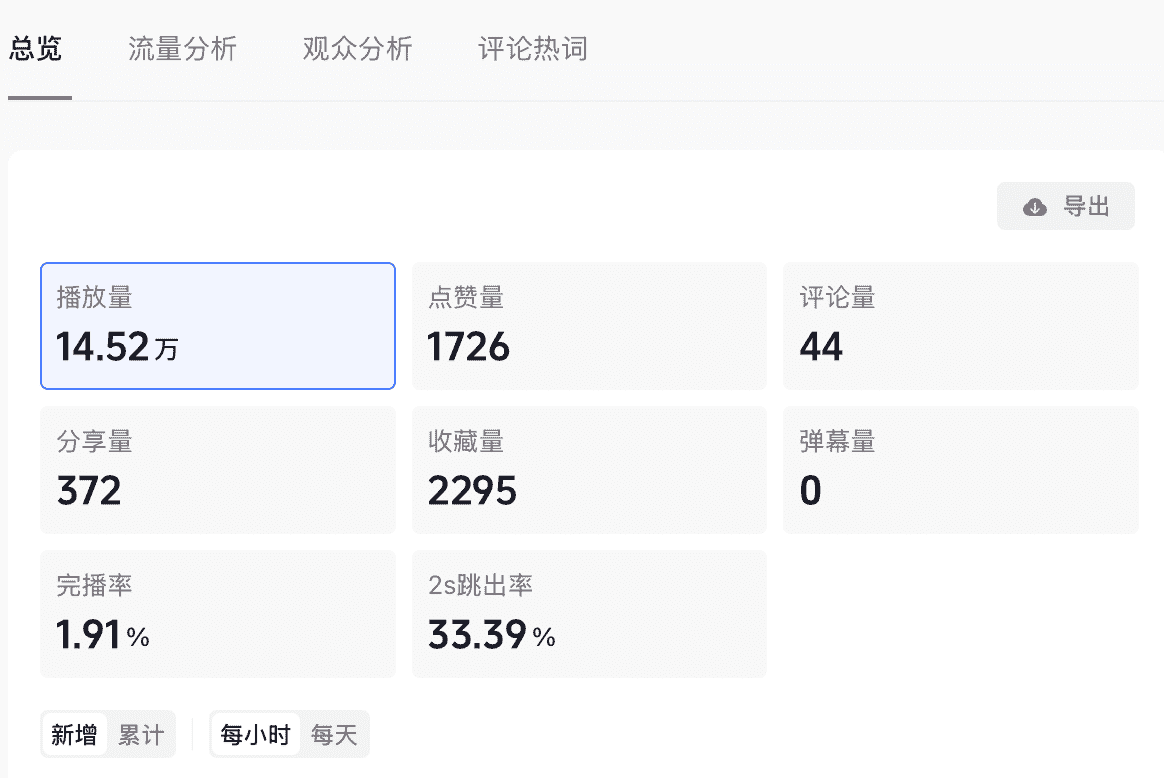 总览 流量分析 观众分析 评论热词
导出
播放量 点赞量 评论量
14.52万 1726 44
分享量 收藏量 弹幕量
372 2295 0
完播率 2s跳出率
1.91% 33.39%
新增 累计 每小时 每天